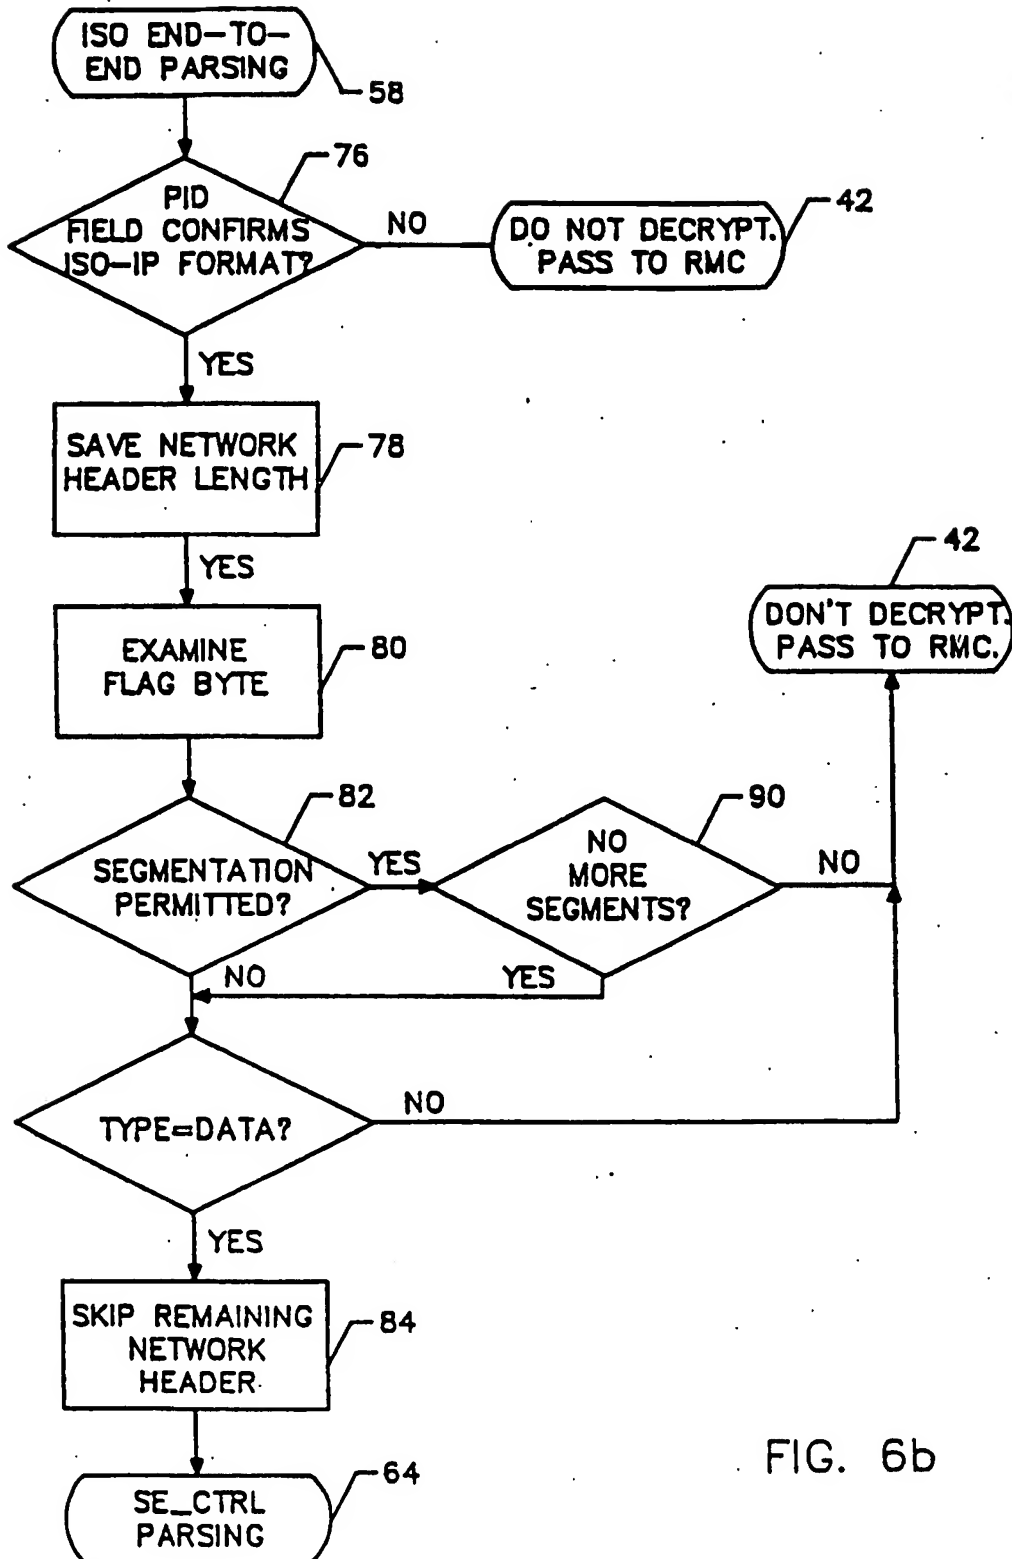 ISO END-TO-
END PARSING
58
76
PID
FIELD CONFIRMS
ISO-IP FORMAT?
NO
42
DO NOT DECRYPT.
PASS TO RMC
YES
SAVE NETWORK
HEADER LENGTH
78
YES
EXAMINE
FLAG BYTE
80
42
DON'T DECRYPT.
PASS TO RMC.
82
SEGMENTATION
PERMITTED?
YES
90
NO
MORE
SEGMENTS?
NO
NO
YES
TYPE=DATA?
NO
YES
SKIP REMAINING
NETWORK
HEADER
84
SE_CTRL
PARSING
64
FIG. 6b